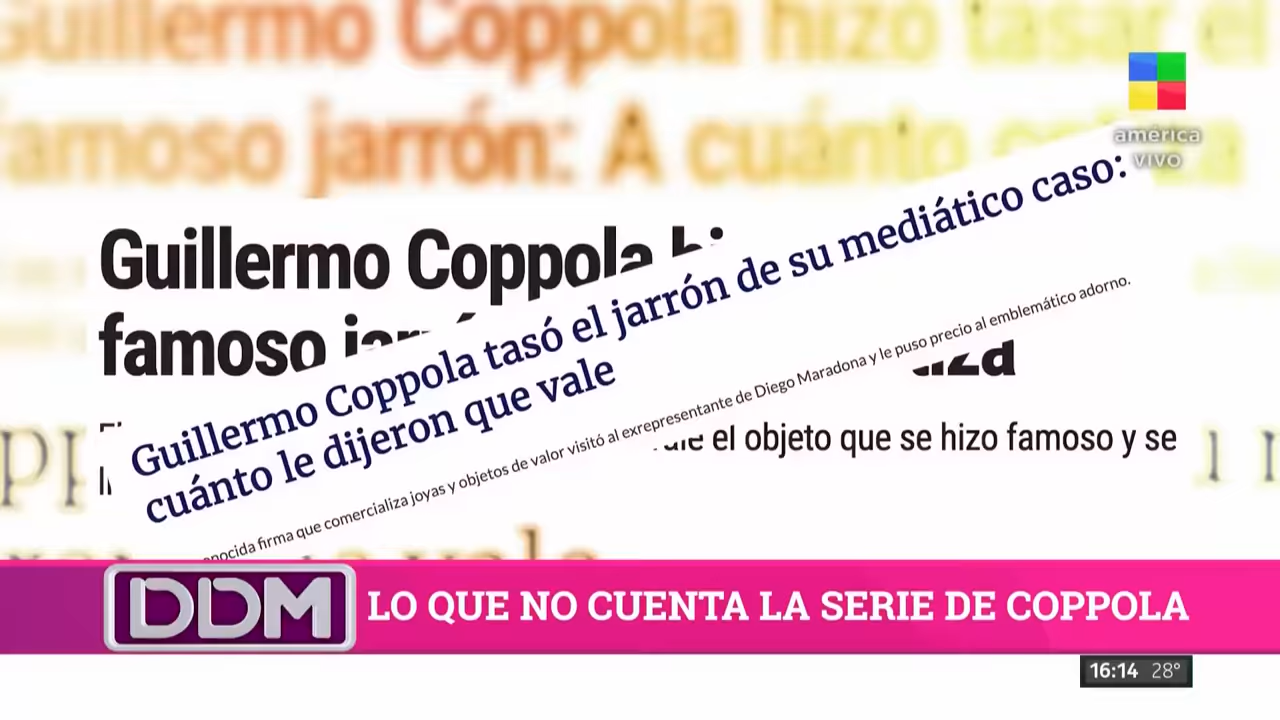 Guillermo Coppola hizo tasar el
famoso jarrón: A cuánto
américa
VIVO
Guillermo Coppola
famoso
Guillermo Coppola tasó el jarrón de su mediático caso:
cuánto le dijeron que vale
firma que comercializa joyas y objetos de valor visitó al exrepresentante de Diego Maradona y le puso precio al emblemático adorno.
el objeto que se hizo famoso y se
DDM
LO QUE NO CUENTA LA SERIE DE COPPOLA
16:14 28°